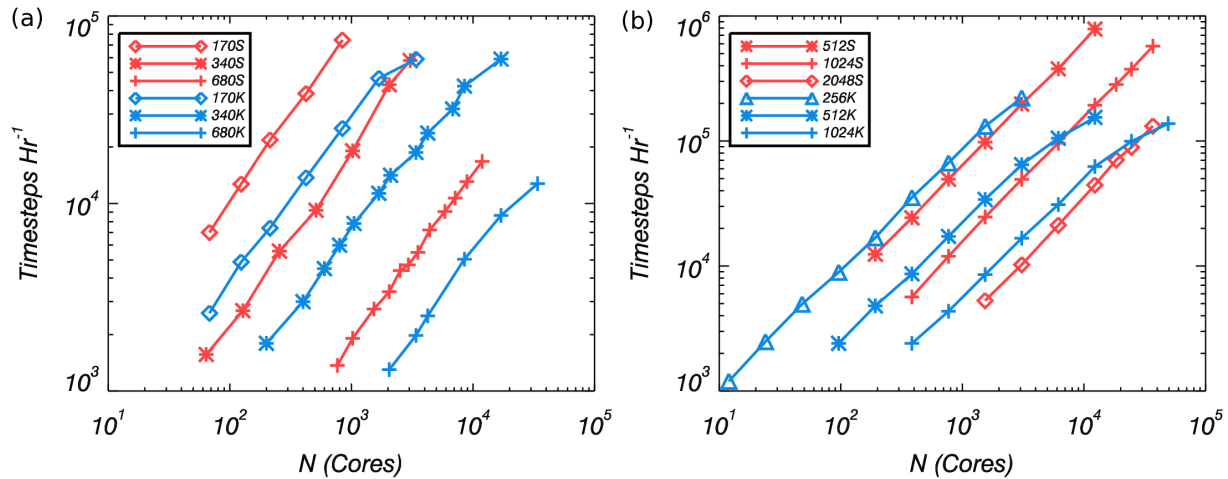 (a)
10^5
10^4
10^3
Timesteps Hr^-1
170S
340S
680S
170K
340K
680K
10^1 10^2 10^3 10^4 10^5
N (Cores)
(b)
10^6
10^5
10^4
10^3
Timesteps Hr^-1
512S
1024S
2048S
256K
512K
1024K
10^1 10^2 10^3 10^4 10^5
N (Cores)